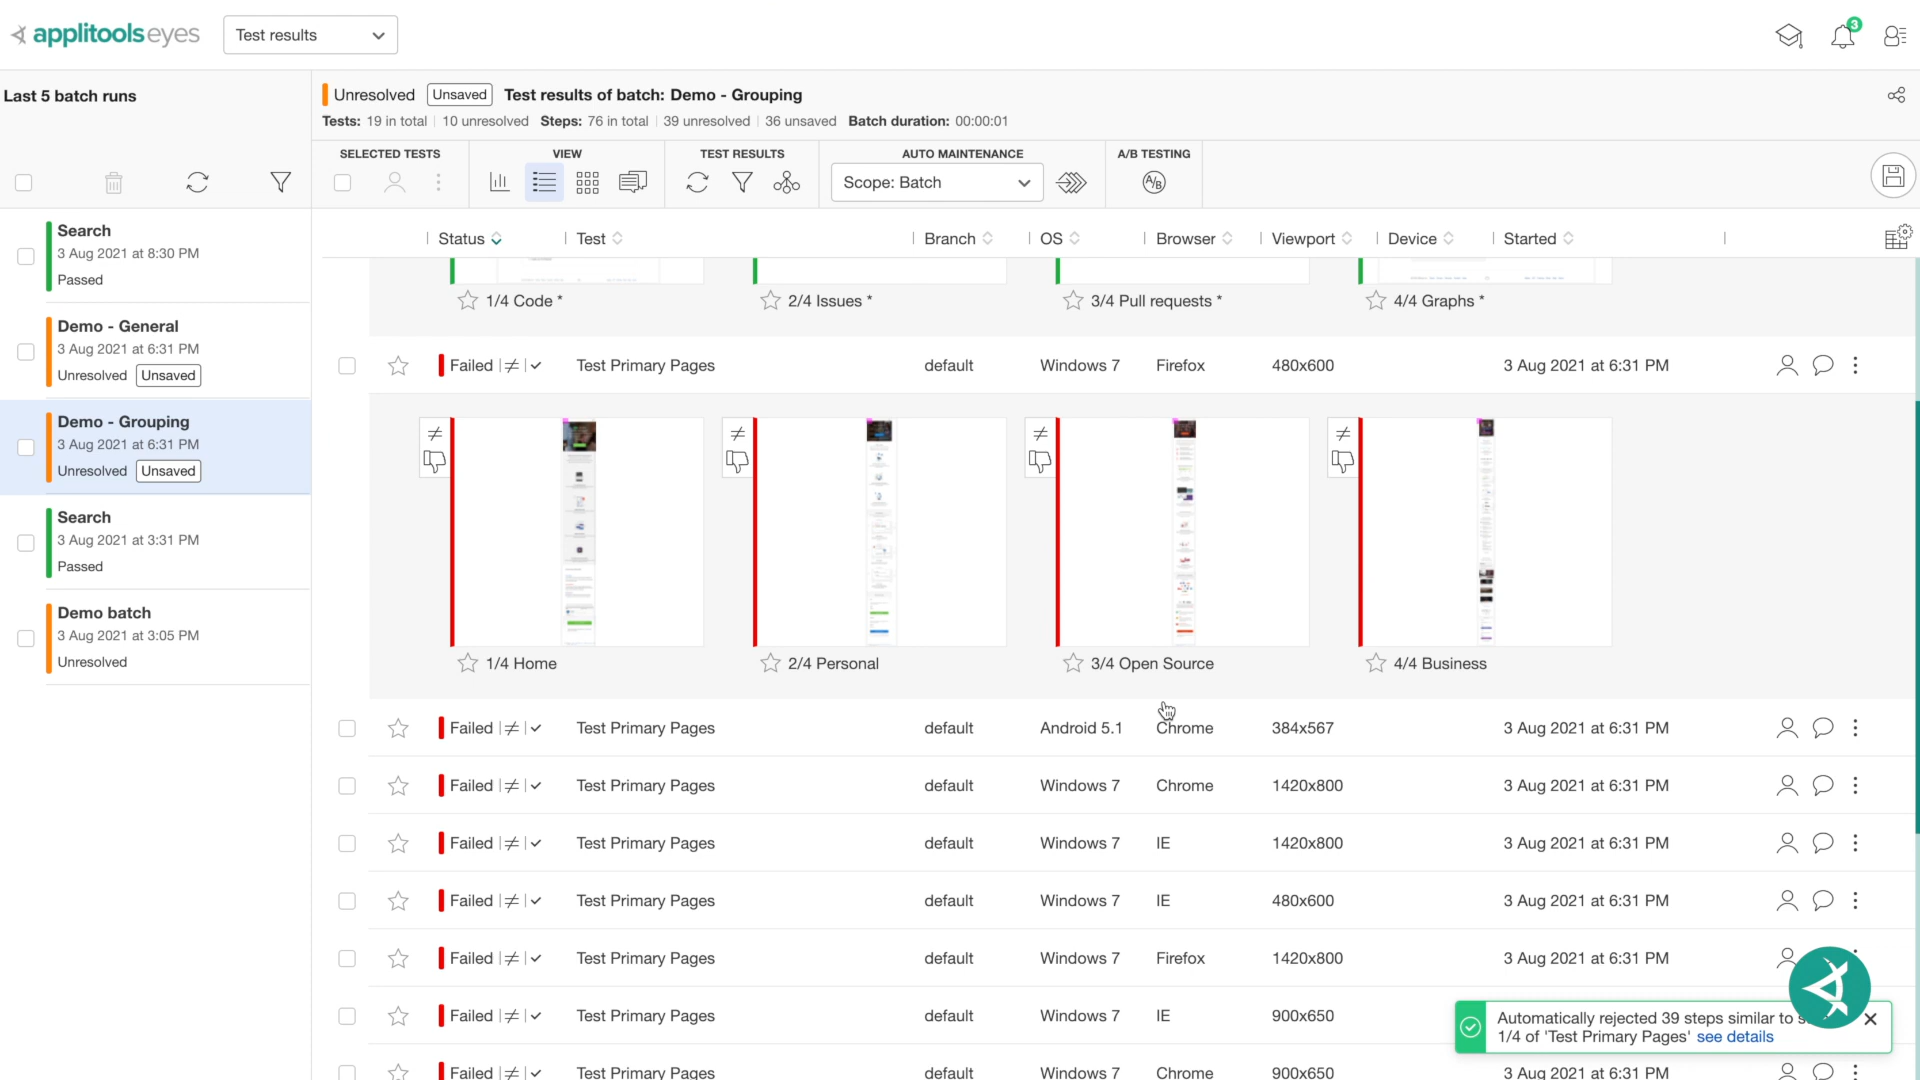 applitools eyes
Test results
3
Last 5 batch runs
Unresolved Unsaved Test results of batch: Demo - Grouping
Tests: 19 in total | 10 unresolved Steps: 76 in total | 39 unresolved | 36 unsaved Batch duration: 00:00:01
SELECTED TESTS VIEW TEST RESULTS AUTO MAINTENANCE A/B TESTING
Scope: Batch
A/B
Search
3 Aug 2021 at 8:30 PM
Passed
Demo - General
3 Aug 2021 at 6:31 PM
Unresolved Unsaved
Demo - Grouping
3 Aug 2021 at 6:31 PM
Unresolved Unsaved
Search
3 Aug 2021 at 3:31 PM
Passed
Demo batch
3 Aug 2021 at 3:05 PM
Unresolved
Status Test Branch OS Browser Viewport Device Started
1/4 Code * 2/4 Issues * 3/4 Pull requests * 4/4 Graphs *
Failed | ≠ | ✓ Test Primary Pages default Windows 7 Firefox 480x600 3 Aug 2021 at 6:31 PM
≠ ≠ ≠ ≠
1/4 Home 2/4 Personal 3/4 Open Source 4/4 Business
Failed | ≠ | ✓ Test Primary Pages default Android 5.1 Chrome 384x567 3 Aug 2021 at 6:31 PM
Failed | ≠ | ✓ Test Primary Pages default Windows 7 Chrome 1420x800 3 Aug 2021 at 6:31 PM
Failed | ≠ | ✓ Test Primary Pages default Windows 7 IE 1420x800 3 Aug 2021 at 6:31 PM
Failed | ≠ | ✓ Test Primary Pages default Windows 7 IE 480x600 3 Aug 2021 at 6:31 PM
Failed | ≠ | ✓ Test Primary Pages default Windows 7 Firefox 1420x800 3 Aug 2021 at 6:31 PM
Failed | ≠ | ✓ Test Primary Pages default Windows 7 IE 900x650 3 Aug 2021 at 6:31 PM
Failed | ≠ | ✓ Test Primary Pages default Windows 7 Chrome 900x650 3 Aug 2021 at 6:31 PM
Automatically rejected 39 steps similar to
1/4 of 'Test Primary Pages' see details